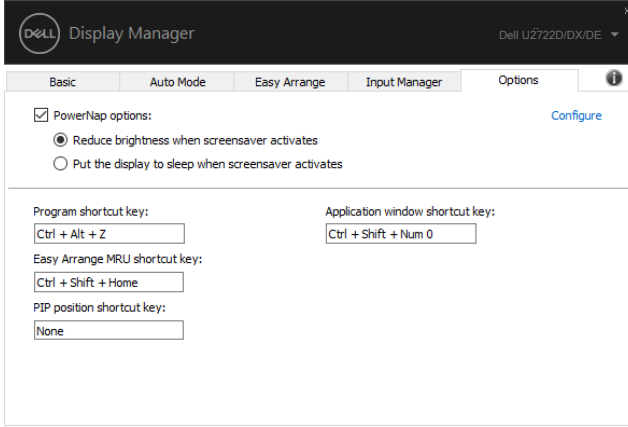 DELL Display Manager
Dell U2722D/DX/DE
Basic Auto Mode Easy Arrange Input Manager Options
PowerNap options: Configure
Reduce brightness when screensaver activates
Put the display to sleep when screensaver activates
Program shortcut key: Application window shortcut key:
Ctrl + Alt + Z Ctrl + Shift + Num 0
Easy Arrange MRU shortcut key:
Ctrl + Shift + Home
PIP position shortcut key:
None